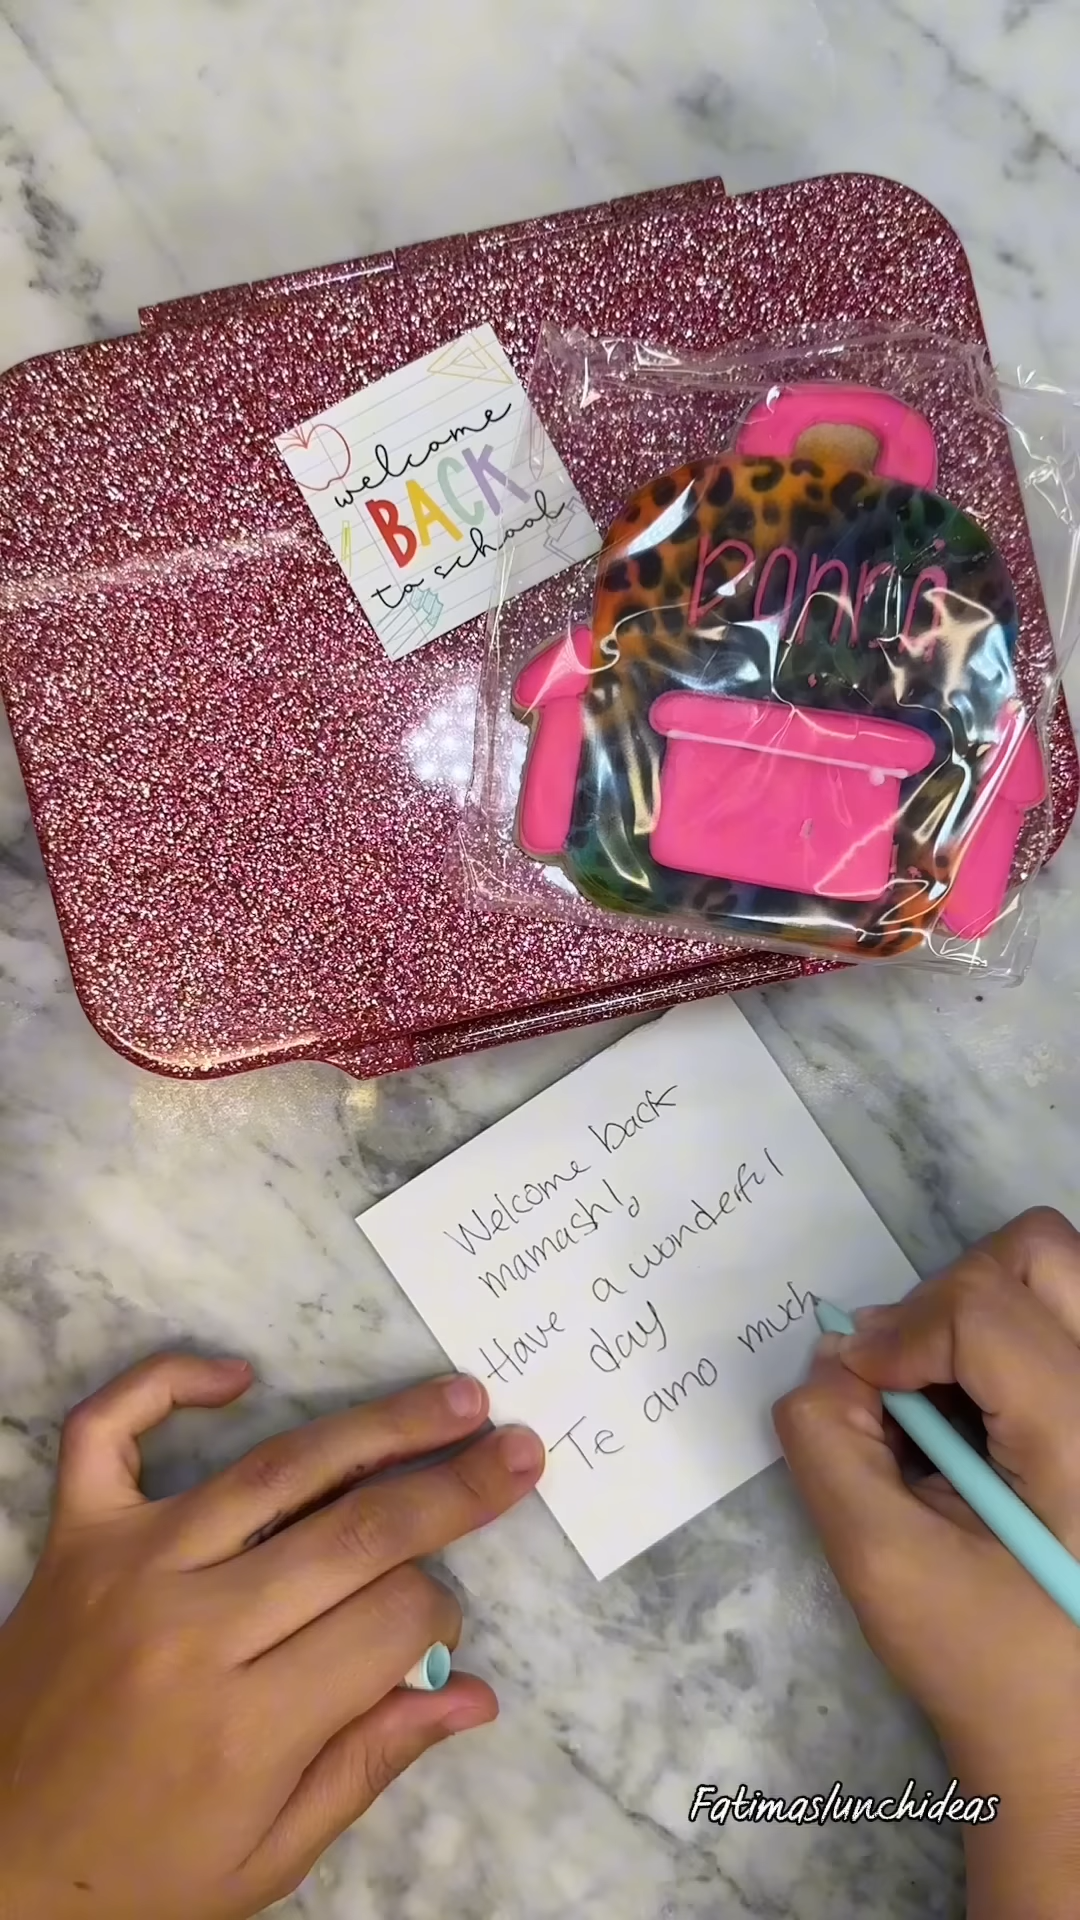 welcome
BACK
to school
Welcome back
mamash!
Have a wonderful
day
Te amo much
Fatimaslunchideas